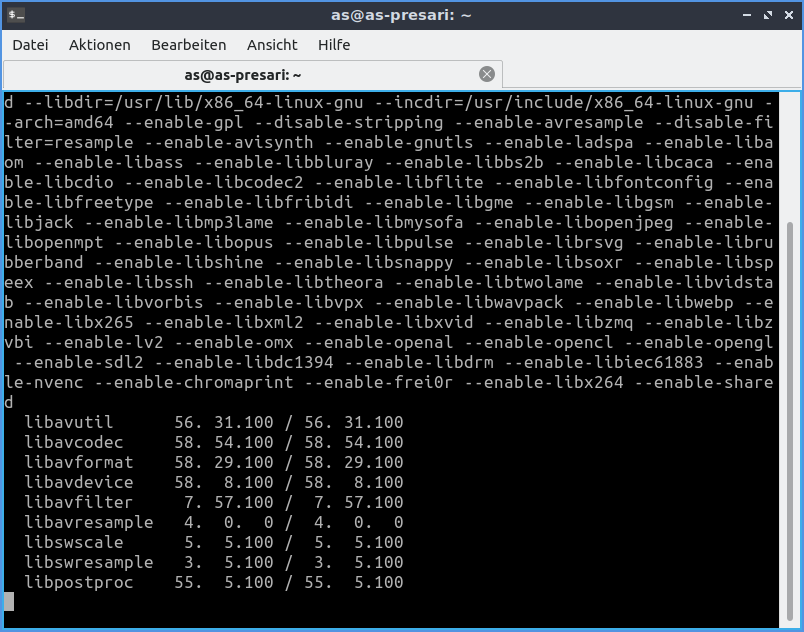 as@as-presari: ~
Datei Aktionen Bearbeiten Ansicht Hilfe
as@as-presari: ~
d --libdir=/usr/lib/x86_64-linux-gnu --incdir=/usr/include/x86_64-linux-gnu -
-arch=amd64 --enable-gpl --disable-stripping --enable-avresample --disable-fi
lter=resample --enable-avisynth --enable-gnutls --enable-ladspa --enable-liba
om --enable-libass --enable-libbluray --enable-libbs2b --enable-libcaca --ena
ble-libcdio --enable-libcodec2 --enable-libflite --enable-libfontconfig --ena
ble-libfreetype --enable-libfribidi --enable-libgme --enable-libgsm --enable-
libjack --enable-libmp3lame --enable-libmysofa --enable-libopenjpeg --enable-
libopenmpt --enable-libopus --enable-libpulse --enable-librsvg --enable-libru
bberband --enable-libshine --enable-libsnappy --enable-libsoxr --enable-libsp
eex --enable-libssh --enable-libtheora --enable-libtwolame --enable-libvidsta
b --enable-libvorbis --enable-libvpx --enable-libwavpack --enable-libwebp --e
nable-libx265 --enable-libxml2 --enable-libxvid --enable-libzmq --enable-libz
vbi --enable-lv2 --enable-omx --enable-openal --enable-opencl --enable-opengl
 --enable-sdl2 --enable-libdc1394 --enable-libdrm --enable-libiec61883 --enab
le-nvenc --enable-chromaprint --enable-frei0r --enable-libx264 --enable-share
d
  libavutil      56. 31.100 / 56. 31.100
  libavcodec     58. 54.100 / 58. 54.100
  libavformat    58. 29.100 / 58. 29.100
  libavdevice    58.  8.100 / 58.  8.100
  libavfilter     7. 57.100 /  7. 57.100
  libavresample   4.  0.  0 /  4.  0.  0
  libswscale      5.  5.100 /  5.  5.100
  libswresample   3.  5.100 /  3.  5.100
  libpostproc    55.  5.100 / 55.  5.100